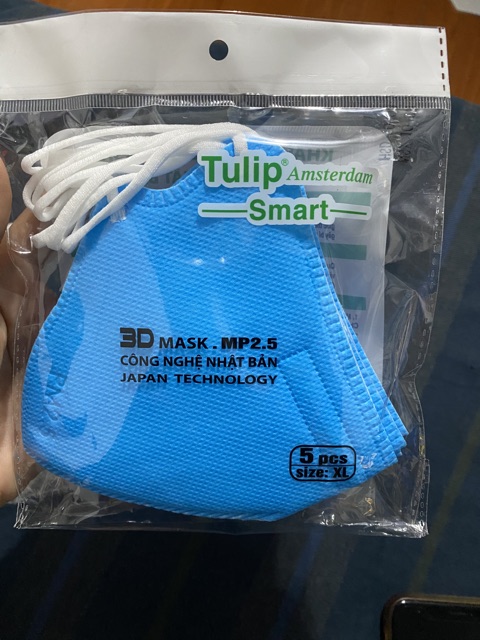 Tulip® Amsterdam
Smart
3D MASK . MP2.5
CÔNG NGHỆ NHẬT BẢN
JAPAN TECHNOLOGY
5 pcs
size: XL